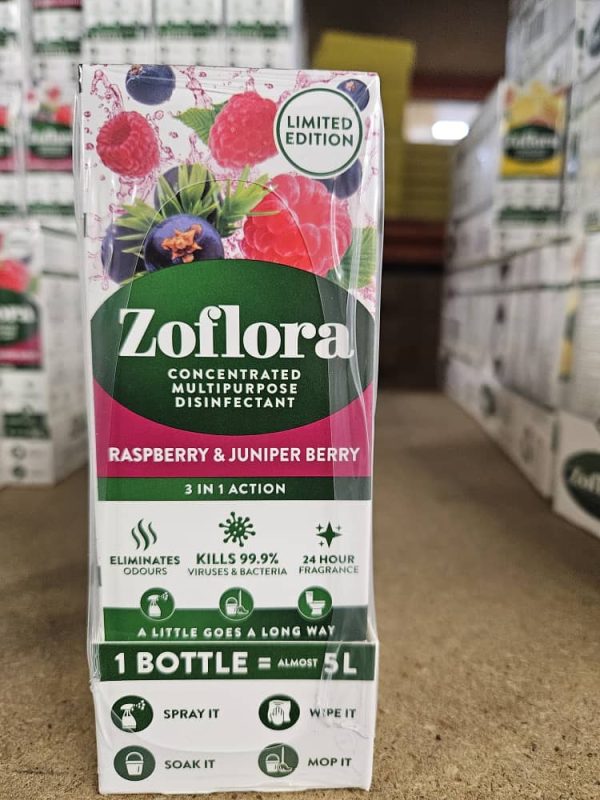 LIMITED
EDITION
Zoflora
CONCENTRATED
MULTIPURPOSE
DISINFECTANT
RASPBERRY & JUNIPER BERRY
3 IN 1 ACTION
ELIMINATES
ODOURS
KILLS 99.9%
VIRUSES & BACTERIA
24 HOUR
FRAGRANCE
A LITTLE GOES A LONG WAY
1 BOTTLE = ALMOST 5L
SPRAY IT
WIPE IT
SOAK IT
MOP IT
Zoflora